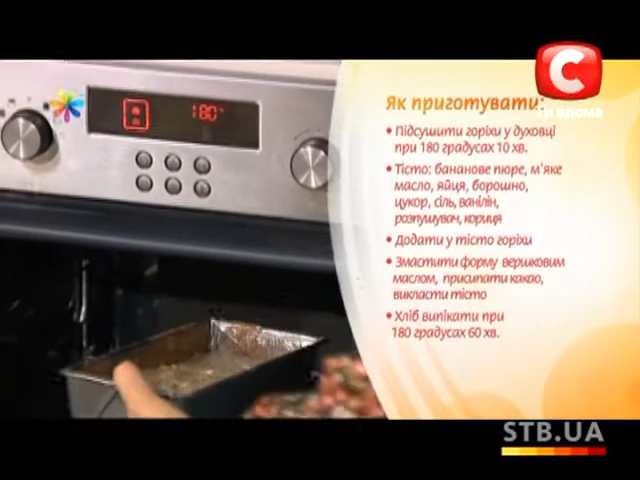 180°
С
ти вдома
Як приготувати:
• Підсушити горіхи у духовці
при 180 градусах 10 хв.
• Тісто: бананове пюре, м'яке
масло, яйця, борошно,
цукор, сіль, ванілін,
розпушувач, кориця
• Додати у тісто горіхи
• Змастити форму вершковим
маслом, присипати какао,
викласти тісто
• Хліб випікати при
180 градусах 60 хв.
STB.UA